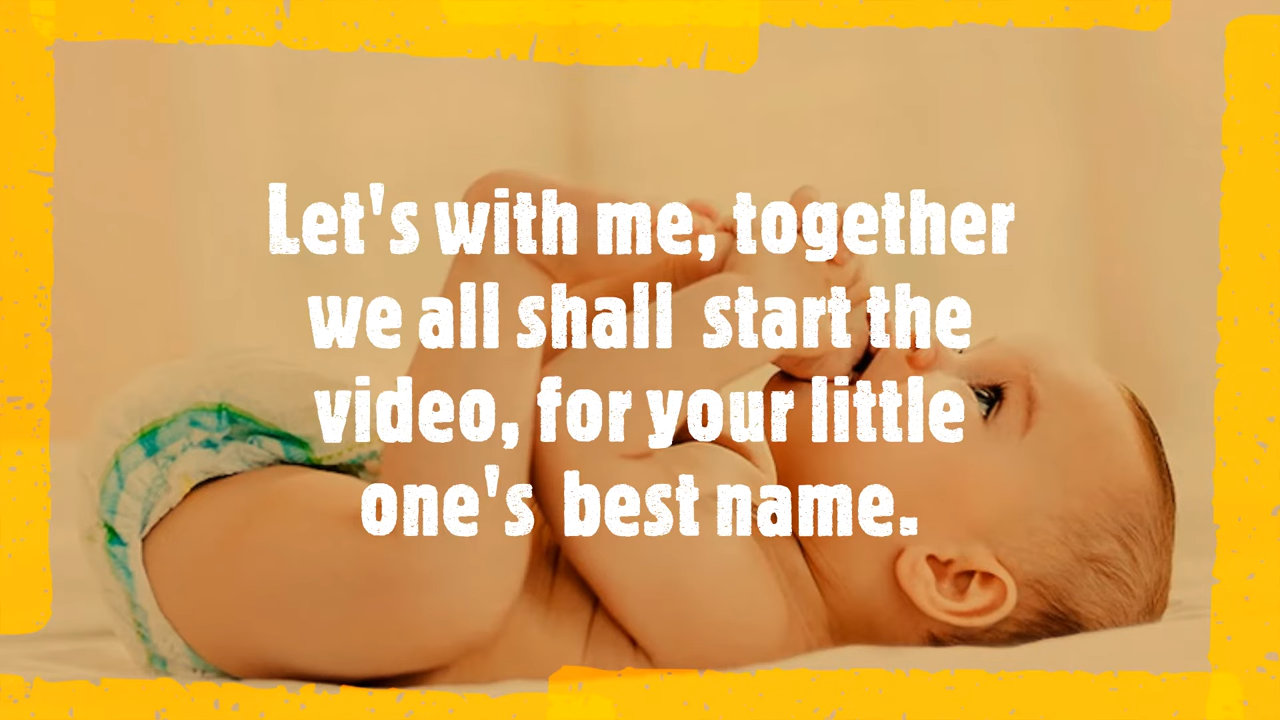 Let's with me, together
we all shall start the
video, for your little
one's best name.